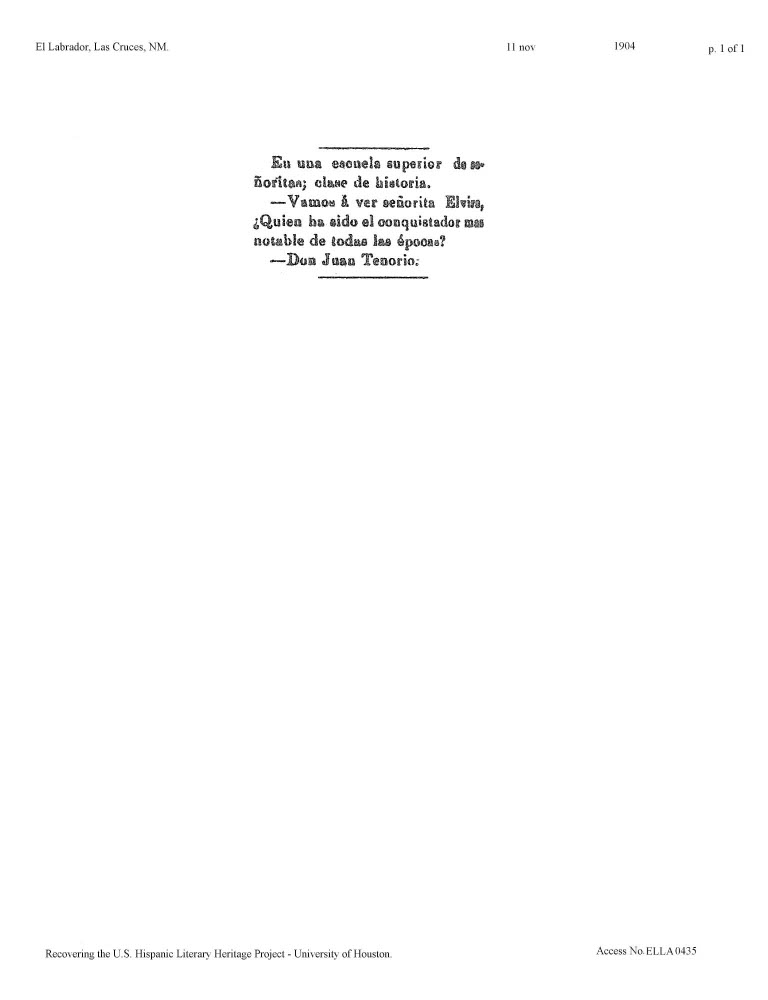 El Labrador, Las Cruces, NM. 11 nov 1904 p. 1 of 1
En una escuela superior de se-
ñoritas; clase de historia.
—Vamos á ver señorita Elvira,
¿Quien ha sido el conquistador mas
notable de todas las épocas?
—Don Juan Tenorio.
Recovering the U.S. Hispanic Literary Heritage Project - University of Houston. Access No. ELLA 0435